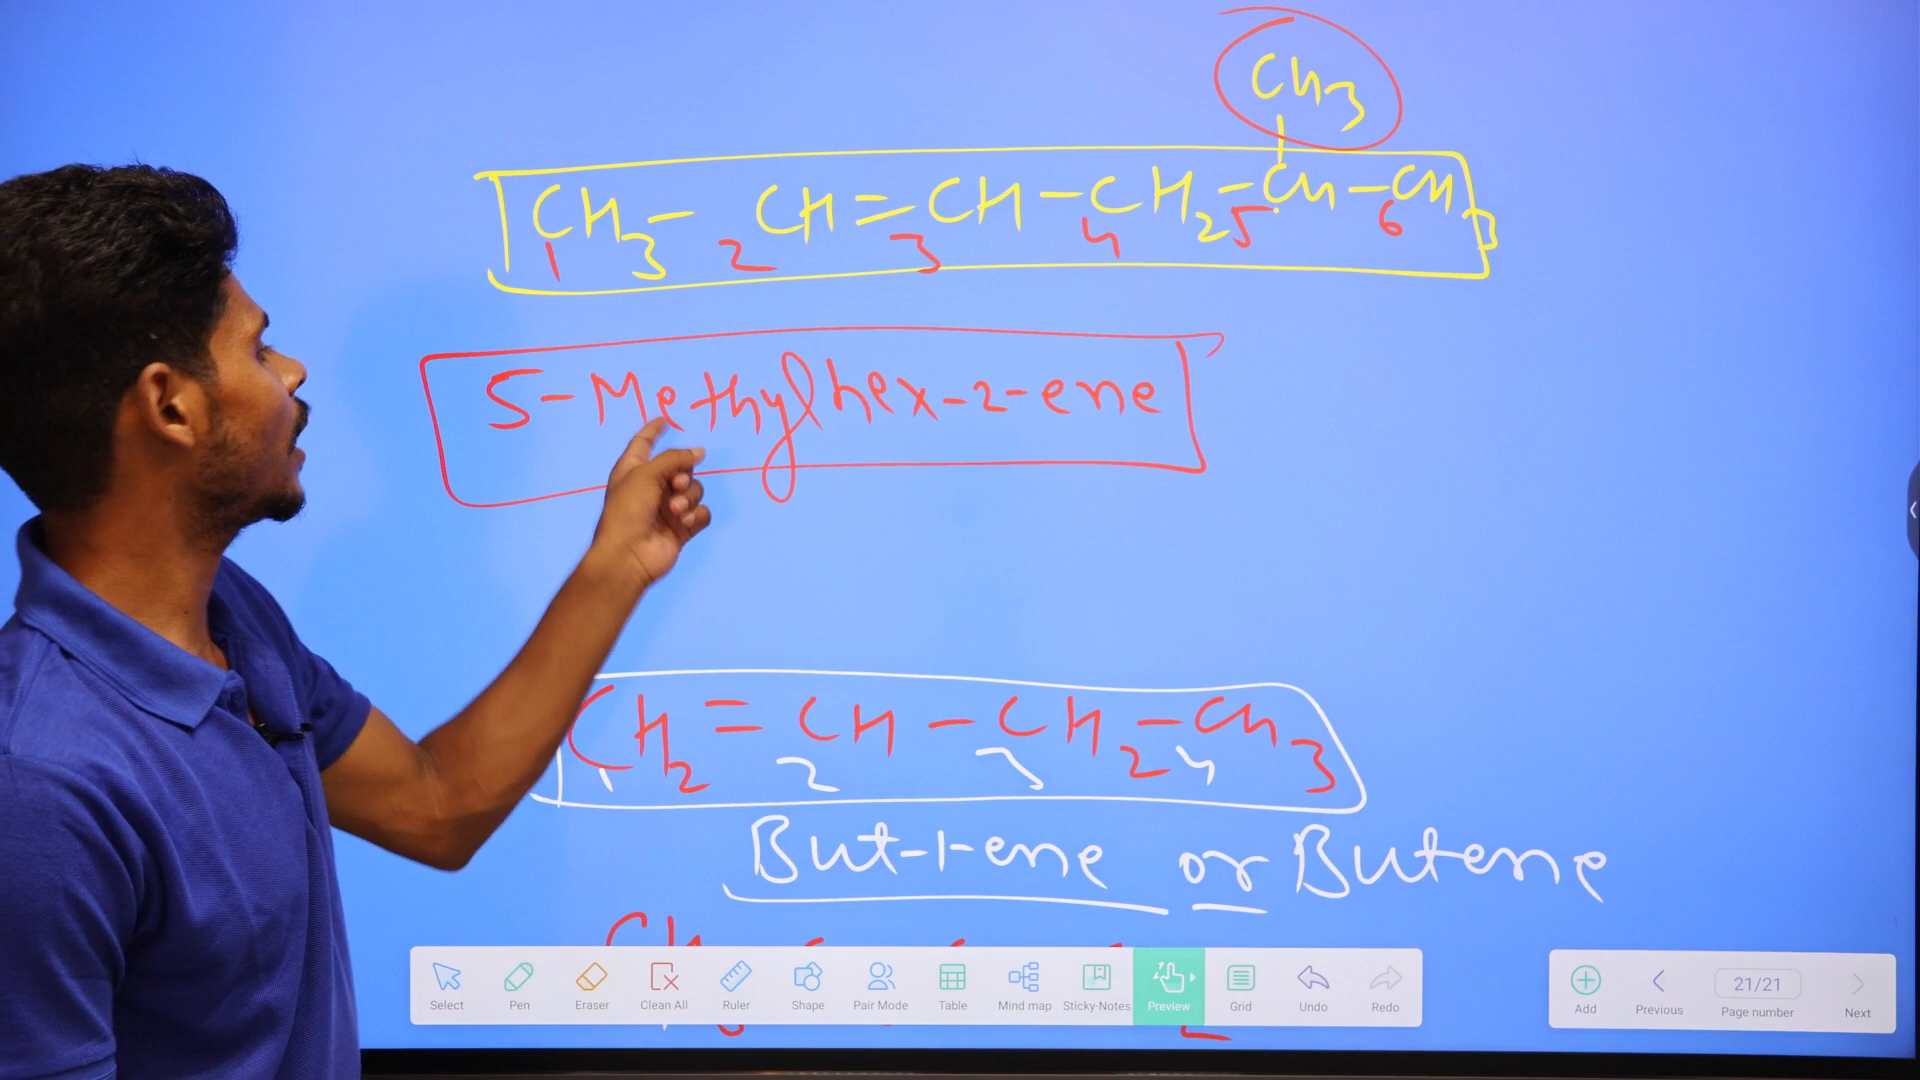 CH3
CH3 - CH = CH - CH2 - CH - CH3
1 2 3 4 5 6
5-Methylhex-2-ene
CH2 = CH - CH2 - CH3
1 2 3 4
But-1-ene or Butene
Select Pen Eraser Clean All Ruler Shape Pair Mode Table Mind map Sticky-Notes Preview Grid Undo Redo
Add Previous 21/21 Page number Next